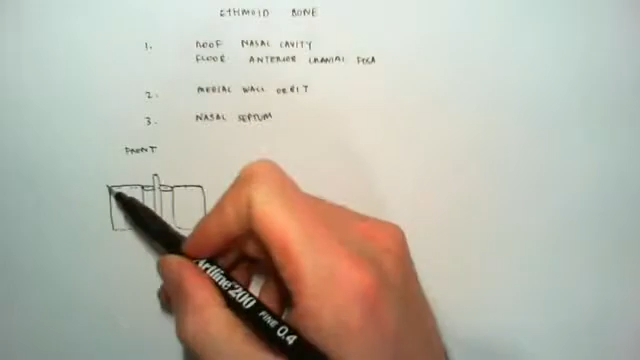 ETHMOID BONE
1. ROOF NASAL CAVITY
FLOOR ANTERIOR CRANIAL FOSA
2. MEDIAL WALL ORBIT
3. NASAL SEPTUM
FRONT
Artline 200
FINE 0.4